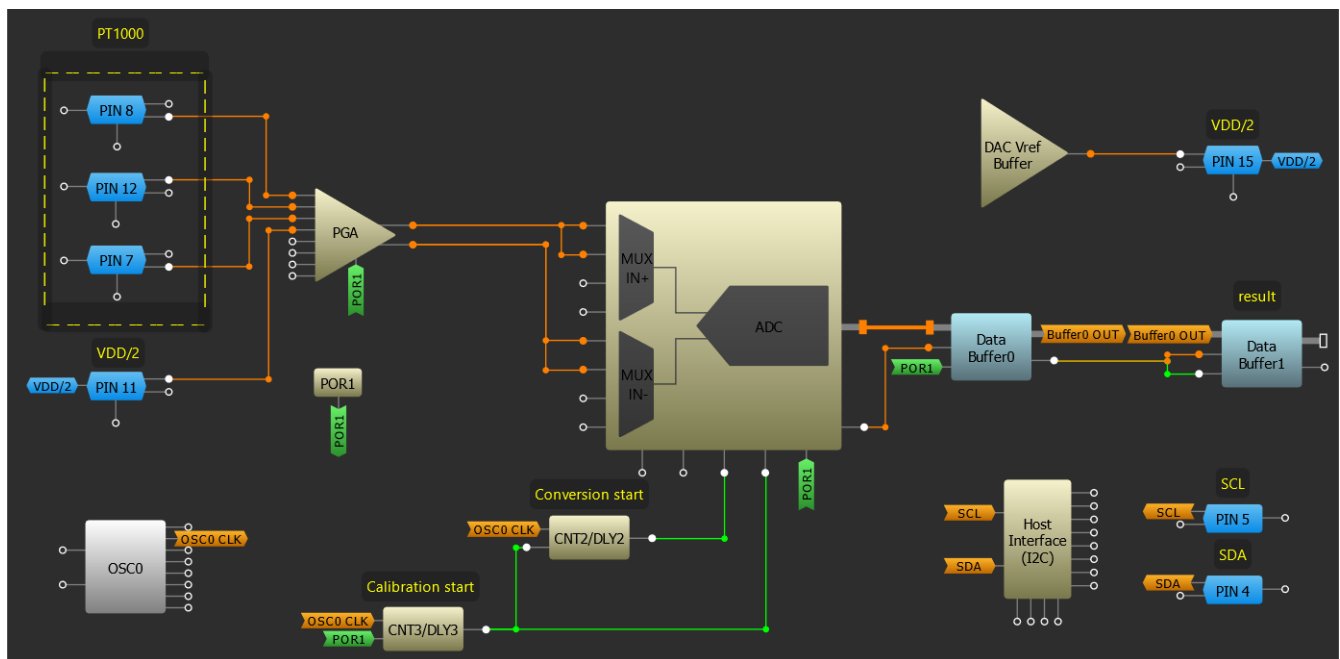 PT1000
PIN 8
PIN 12
PIN 7
VDD/2
VDD/2
PIN 11
PGA
POR1
POR1
POR1
MUX
IN+
MUX
IN-
ADC
POR1
DAC Vref
Buffer
VDD/2
PIN 15
VDD/2
Data
Buffer0
POR1
Buffer0 OUT
Buffer0 OUT
result
Data
Buffer1
OSC0
OSC0 CLK
Conversion start
OSC0 CLK
CNT2/DLY2
Calibration start
OSC0 CLK
POR1
CNT3/DLY3
SCL
SDA
Host
Interface
(I2C)
SCL
SCL
PIN 5
SDA
SDA
PIN 4